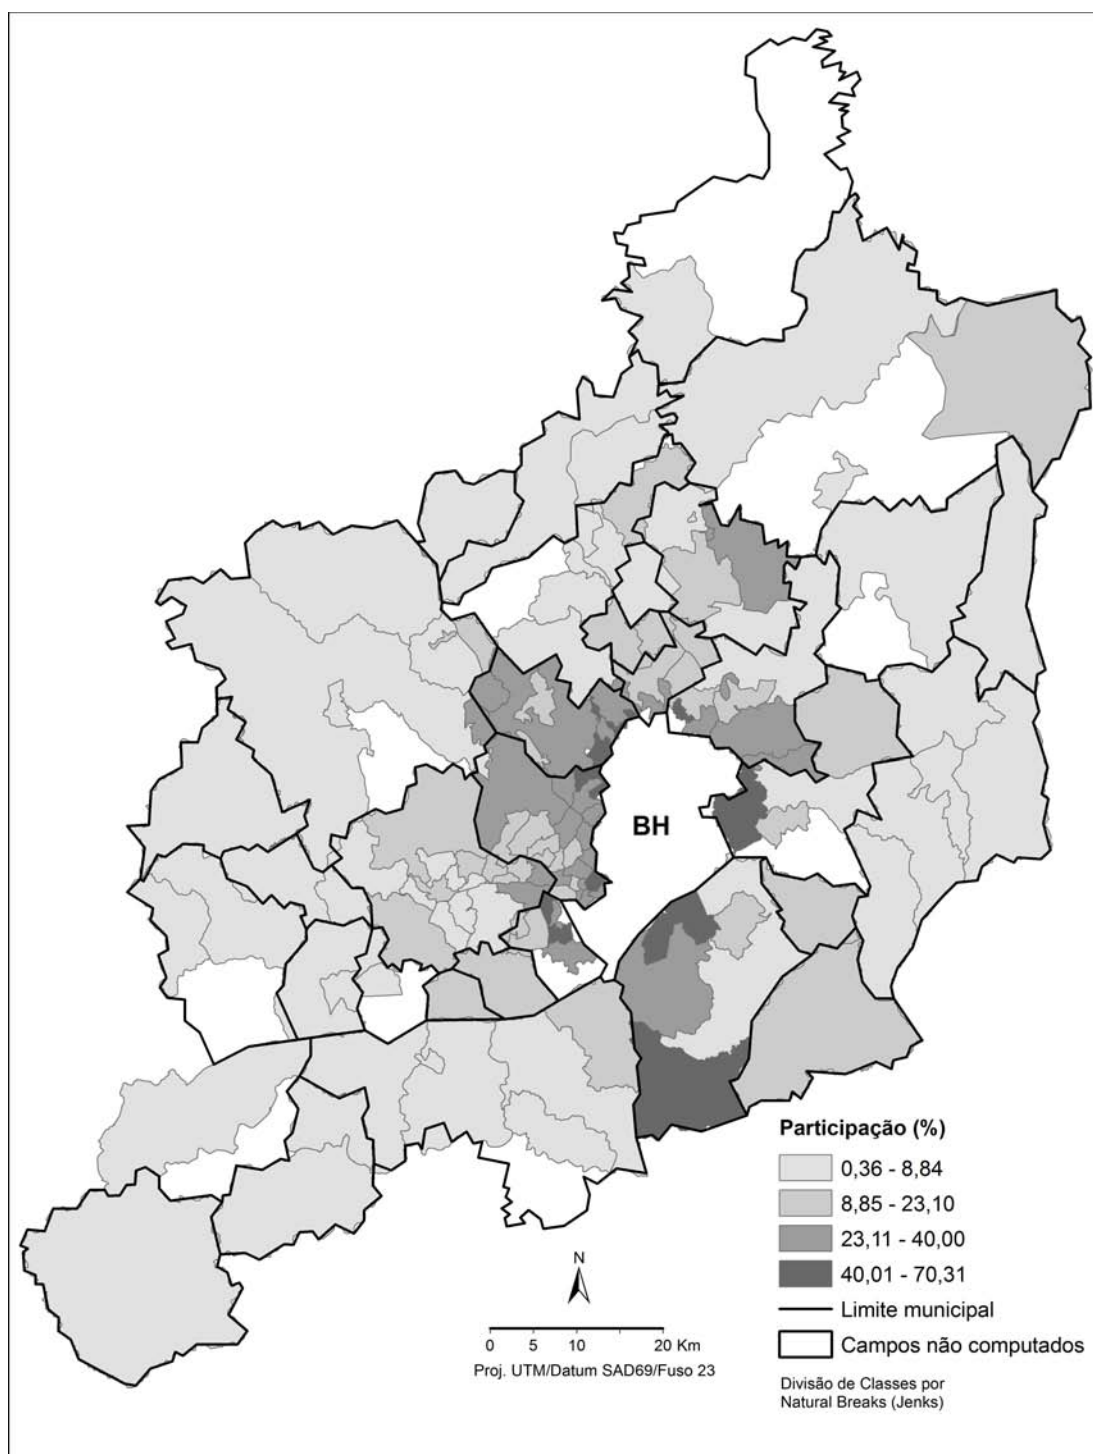 BH
Participação (%)
0,36 - 8,84
8,85 - 23,10
23,11 - 40,00
40,01 - 70,31
Limite municipal
Campos não computados
Divisão de Classes por
Natural Breaks (Jenks)
N
0 5 10 20 Km
Proj. UTM/Datum SAD69/Fuso 23